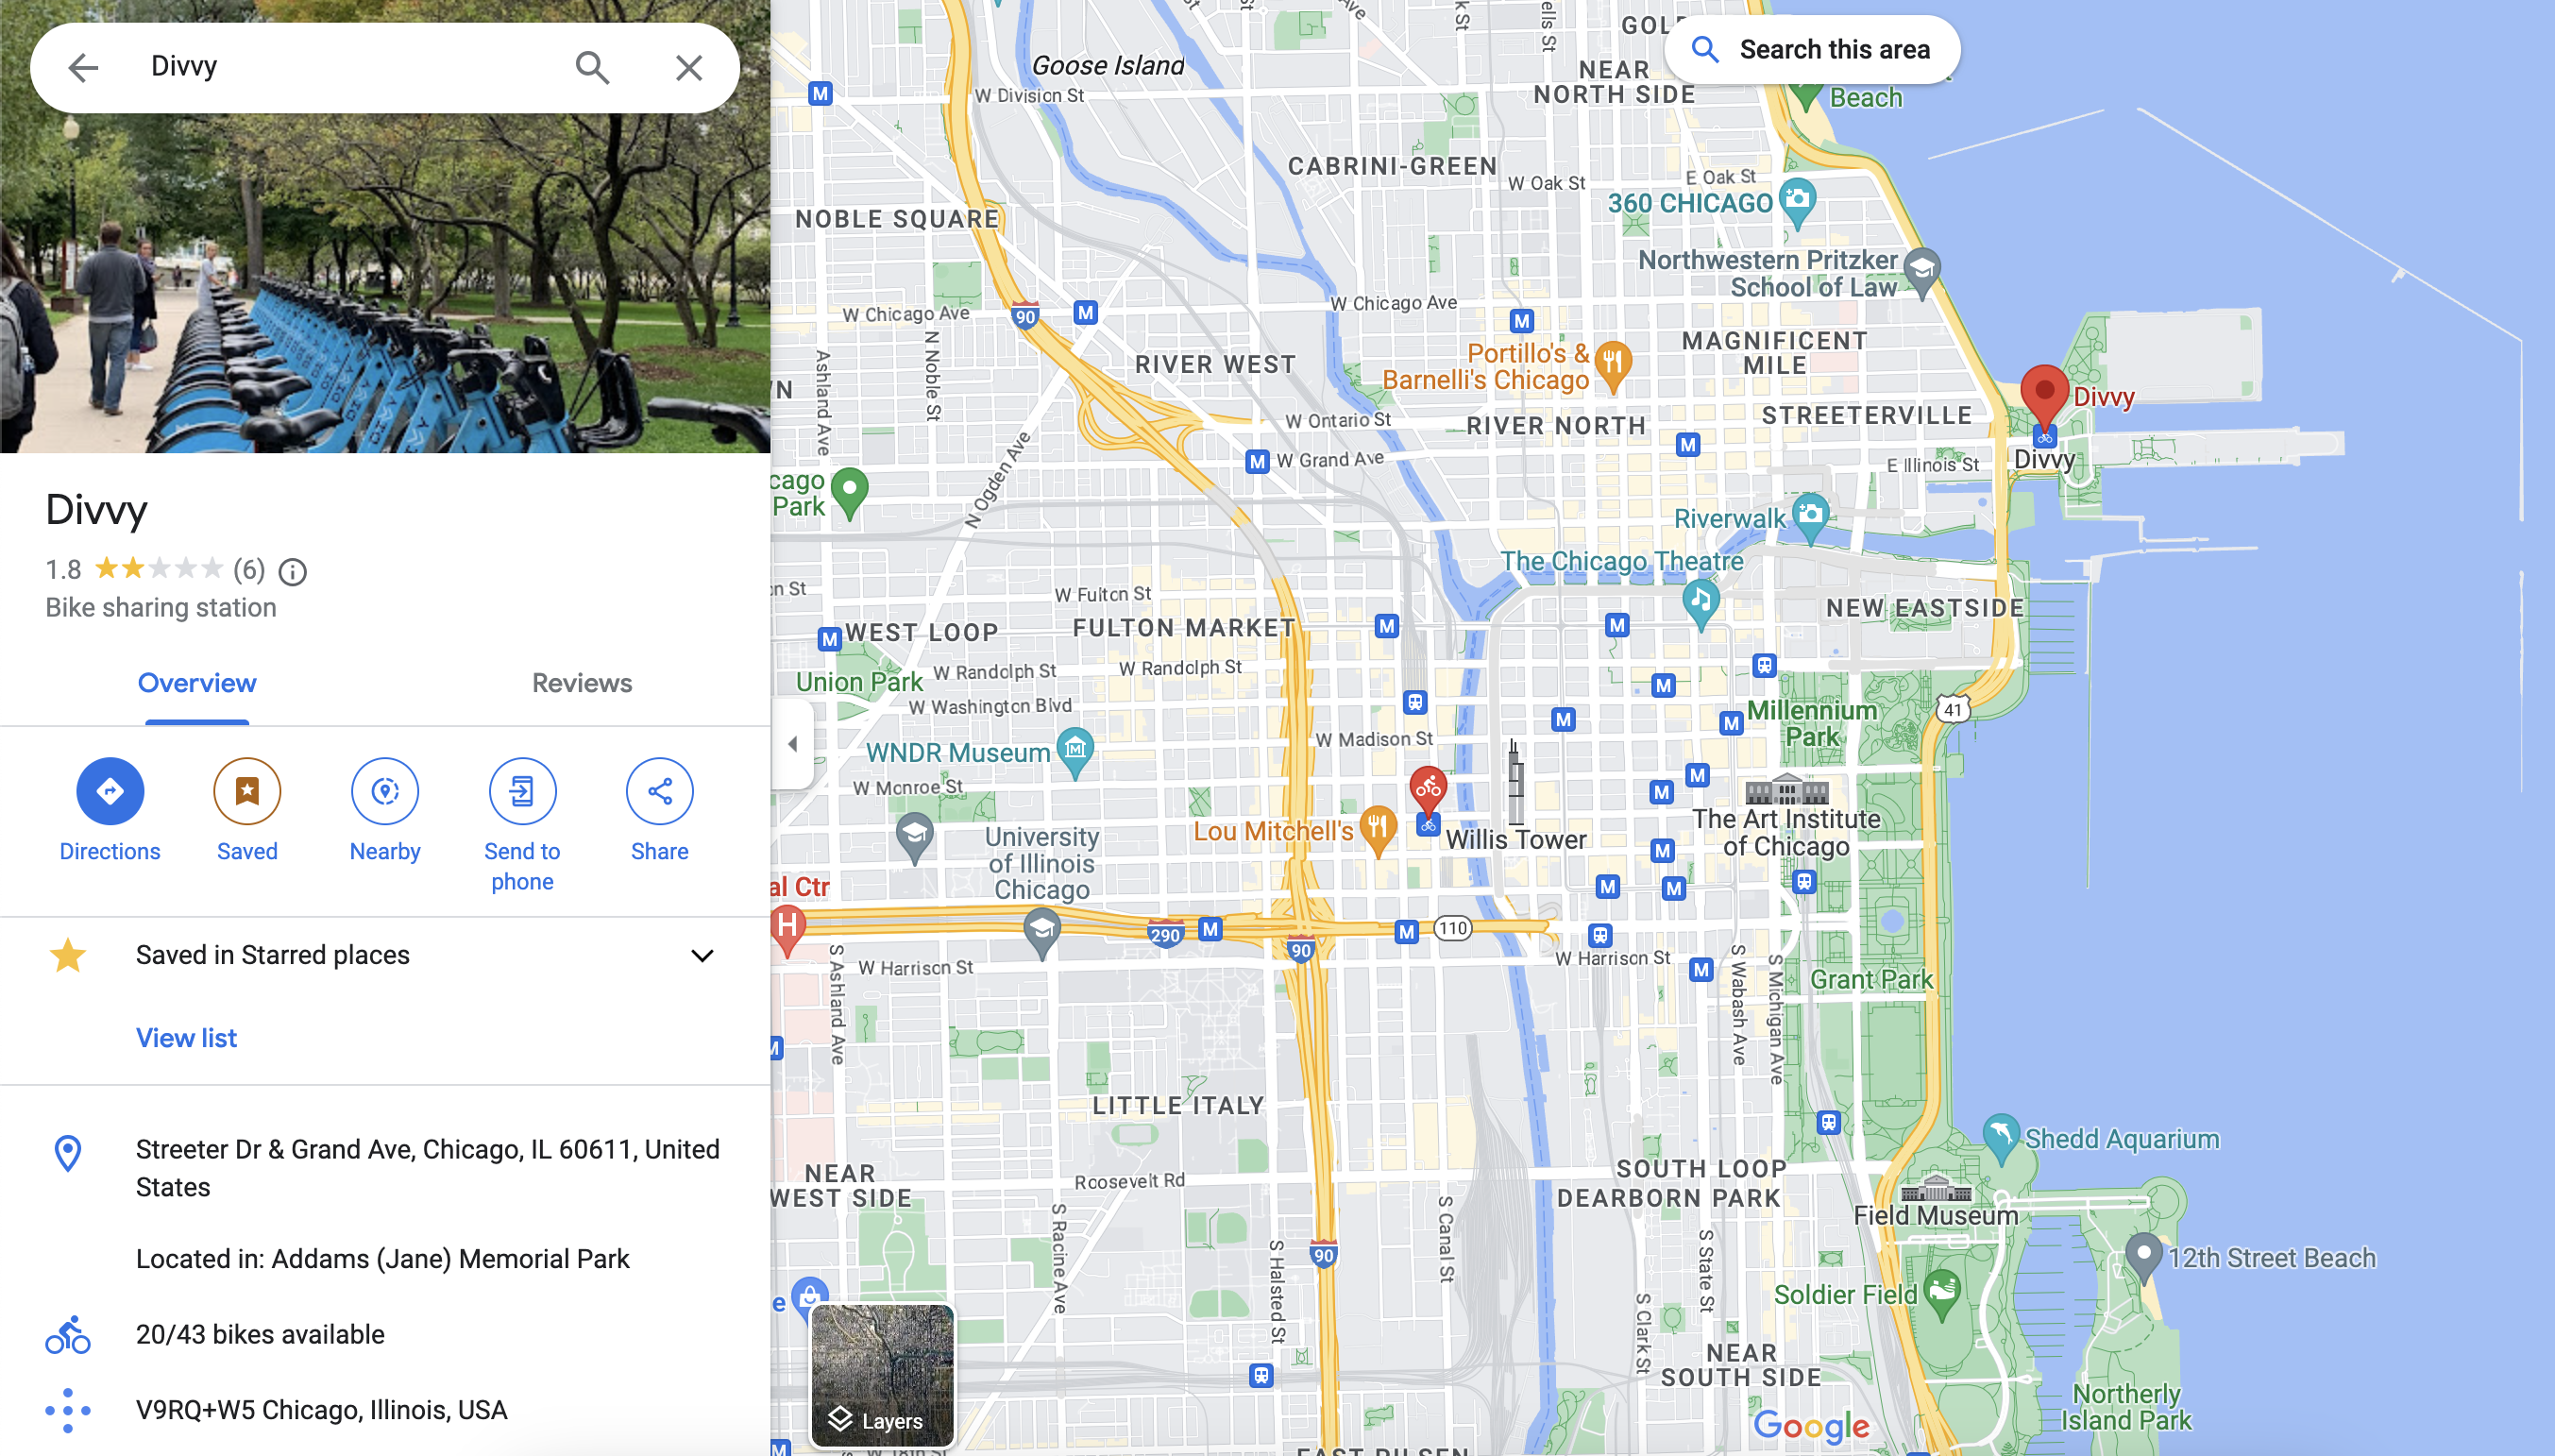 Divvy
Divvy
1.8
(6)
Bike sharing station
Overview
Reviews
Directions
Saved
Nearby
Send to
phone
Share
Saved in Starred places
View list
Streeter Dr & Grand Ave, Chicago, IL 60611, United
States
Located in: Addams (Jane) Memorial Park
20/43 bikes available
V9RQ+W5 Chicago, Illinois, USA
Search this area
Goose Island
W Division St
NEAR
NORTH SIDE
Beach
CABRINI-GREEN
W Oak St
E Oak St
360 CHICAGO
NOBLE SQUARE
Northwestern Pritzker
School of Law
W Chicago Ave
W Chicago Ave
90
N Noble St
Ashland Ave
RIVER WEST
Portillo's &
Barnelli's Chicago
MAGNIFICENT
MILE
W Ontario St
RIVER NORTH
STREETERVILLE
Divvy
Divvy
W Grand Ave
E Illinois St
N Ogden Ave
cago
Park
Riverwalk
The Chicago Theatre
W Fulton St
WEST LOOP
FULTON MARKET
NEW EASTSIDE
W Randolph St
W Randolph St
Union Park
W Washington Blvd
41
Millennium
Park
W Madison St
WNDR Museum
W Monroe St
University
of Illinois
Chicago
Lou Mitchell's
Willis Tower
The Art Institute
of Chicago
al Ctr
H
290
90
110
W Harrison St
W Harrison St
S Ashland Ave
S Wabash Ave
S Michigan Ave
Grant Park
LITTLE ITALY
Shedd Aquarium
NEAR
WEST SIDE
Roosevelt Rd
SOUTH LOOP
DEARBORN PARK
Field Museum
S Racine Ave
S Halsted St
90
S Canal St
S State St
S Clark St
12th Street Beach
Soldier Field
NEAR
SOUTH SIDE
Northerly
Island Park
Layers
Google